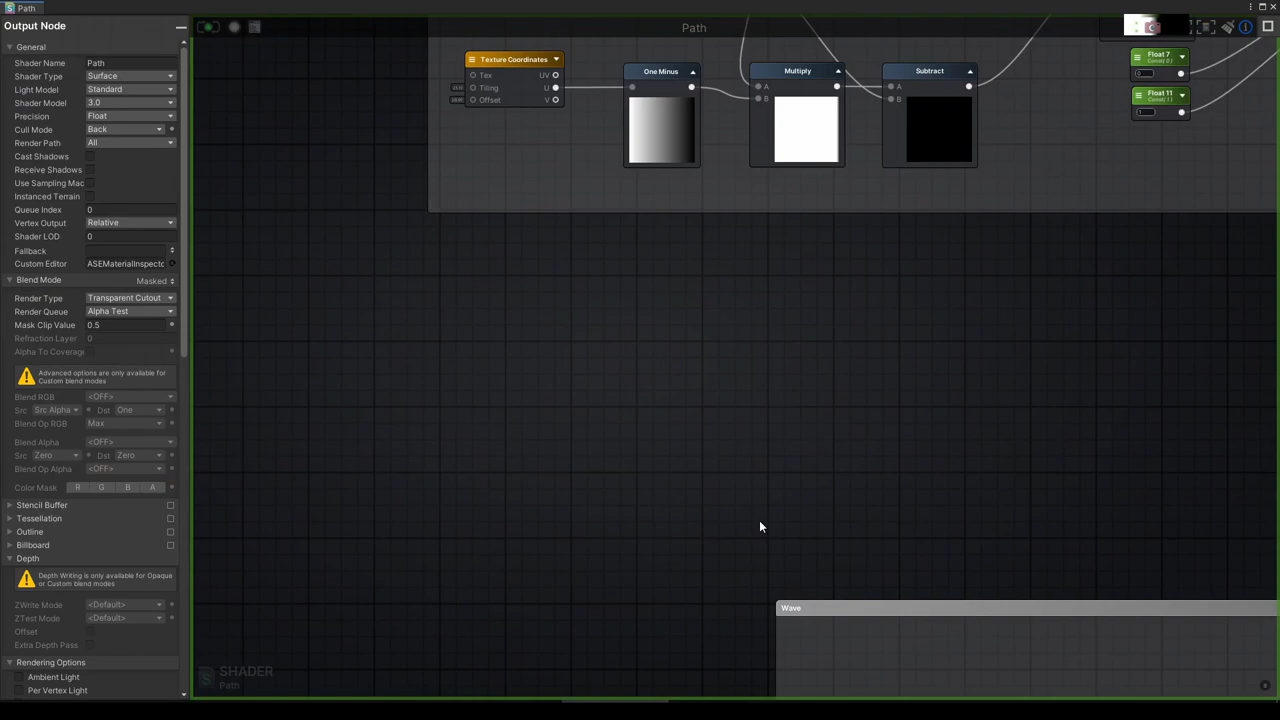 Path
Output Node
Path
General
Shader Name Path
Shader Type Surface
Light Model Standard
Shader Model 3.0
Precision Float
Cull Mode Back
Render Path All
Cast Shadows
Receive Shadows
Use Sampling Mac
Instanced Terrain
Queue Index 0
Vertex Output Relative
Shader LOD 0
Fallback
Custom Editor ASEMaterialInspecto
Blend Mode Masked
Render Type Transparent Cutout
Render Queue Alpha Test
Mask Clip Value 0.5
Refraction Layer 0
Alpha To Coverag
Advanced options are only available for
Custom blend modes
Blend RGB <OFF>
Src Src Alpha Dst One
Blend Op RGB Max
Blend Alpha <OFF>
Src Zero Dst Zero
Blend Op Alpha <OFF>
Color Mask R G B A
Stencil Buffer
Tessellation
Outline
Billboard
Depth
Depth Writing is only available for Opaque
or Custom blend modes
ZWrite Mode <Default>
ZTest Mode <Default>
Offset
Extra Depth Pass
Rendering Options
Ambient Light
Per Vertex Light
Texture Coordinates
Tex UV
Tiling U
Offset V
One Minus
Multiply
A
B
Subtract
A
B
Float 7
Const( 0 )
0
Float 11
Const( 1 )
1
Wave
SHADER
Path